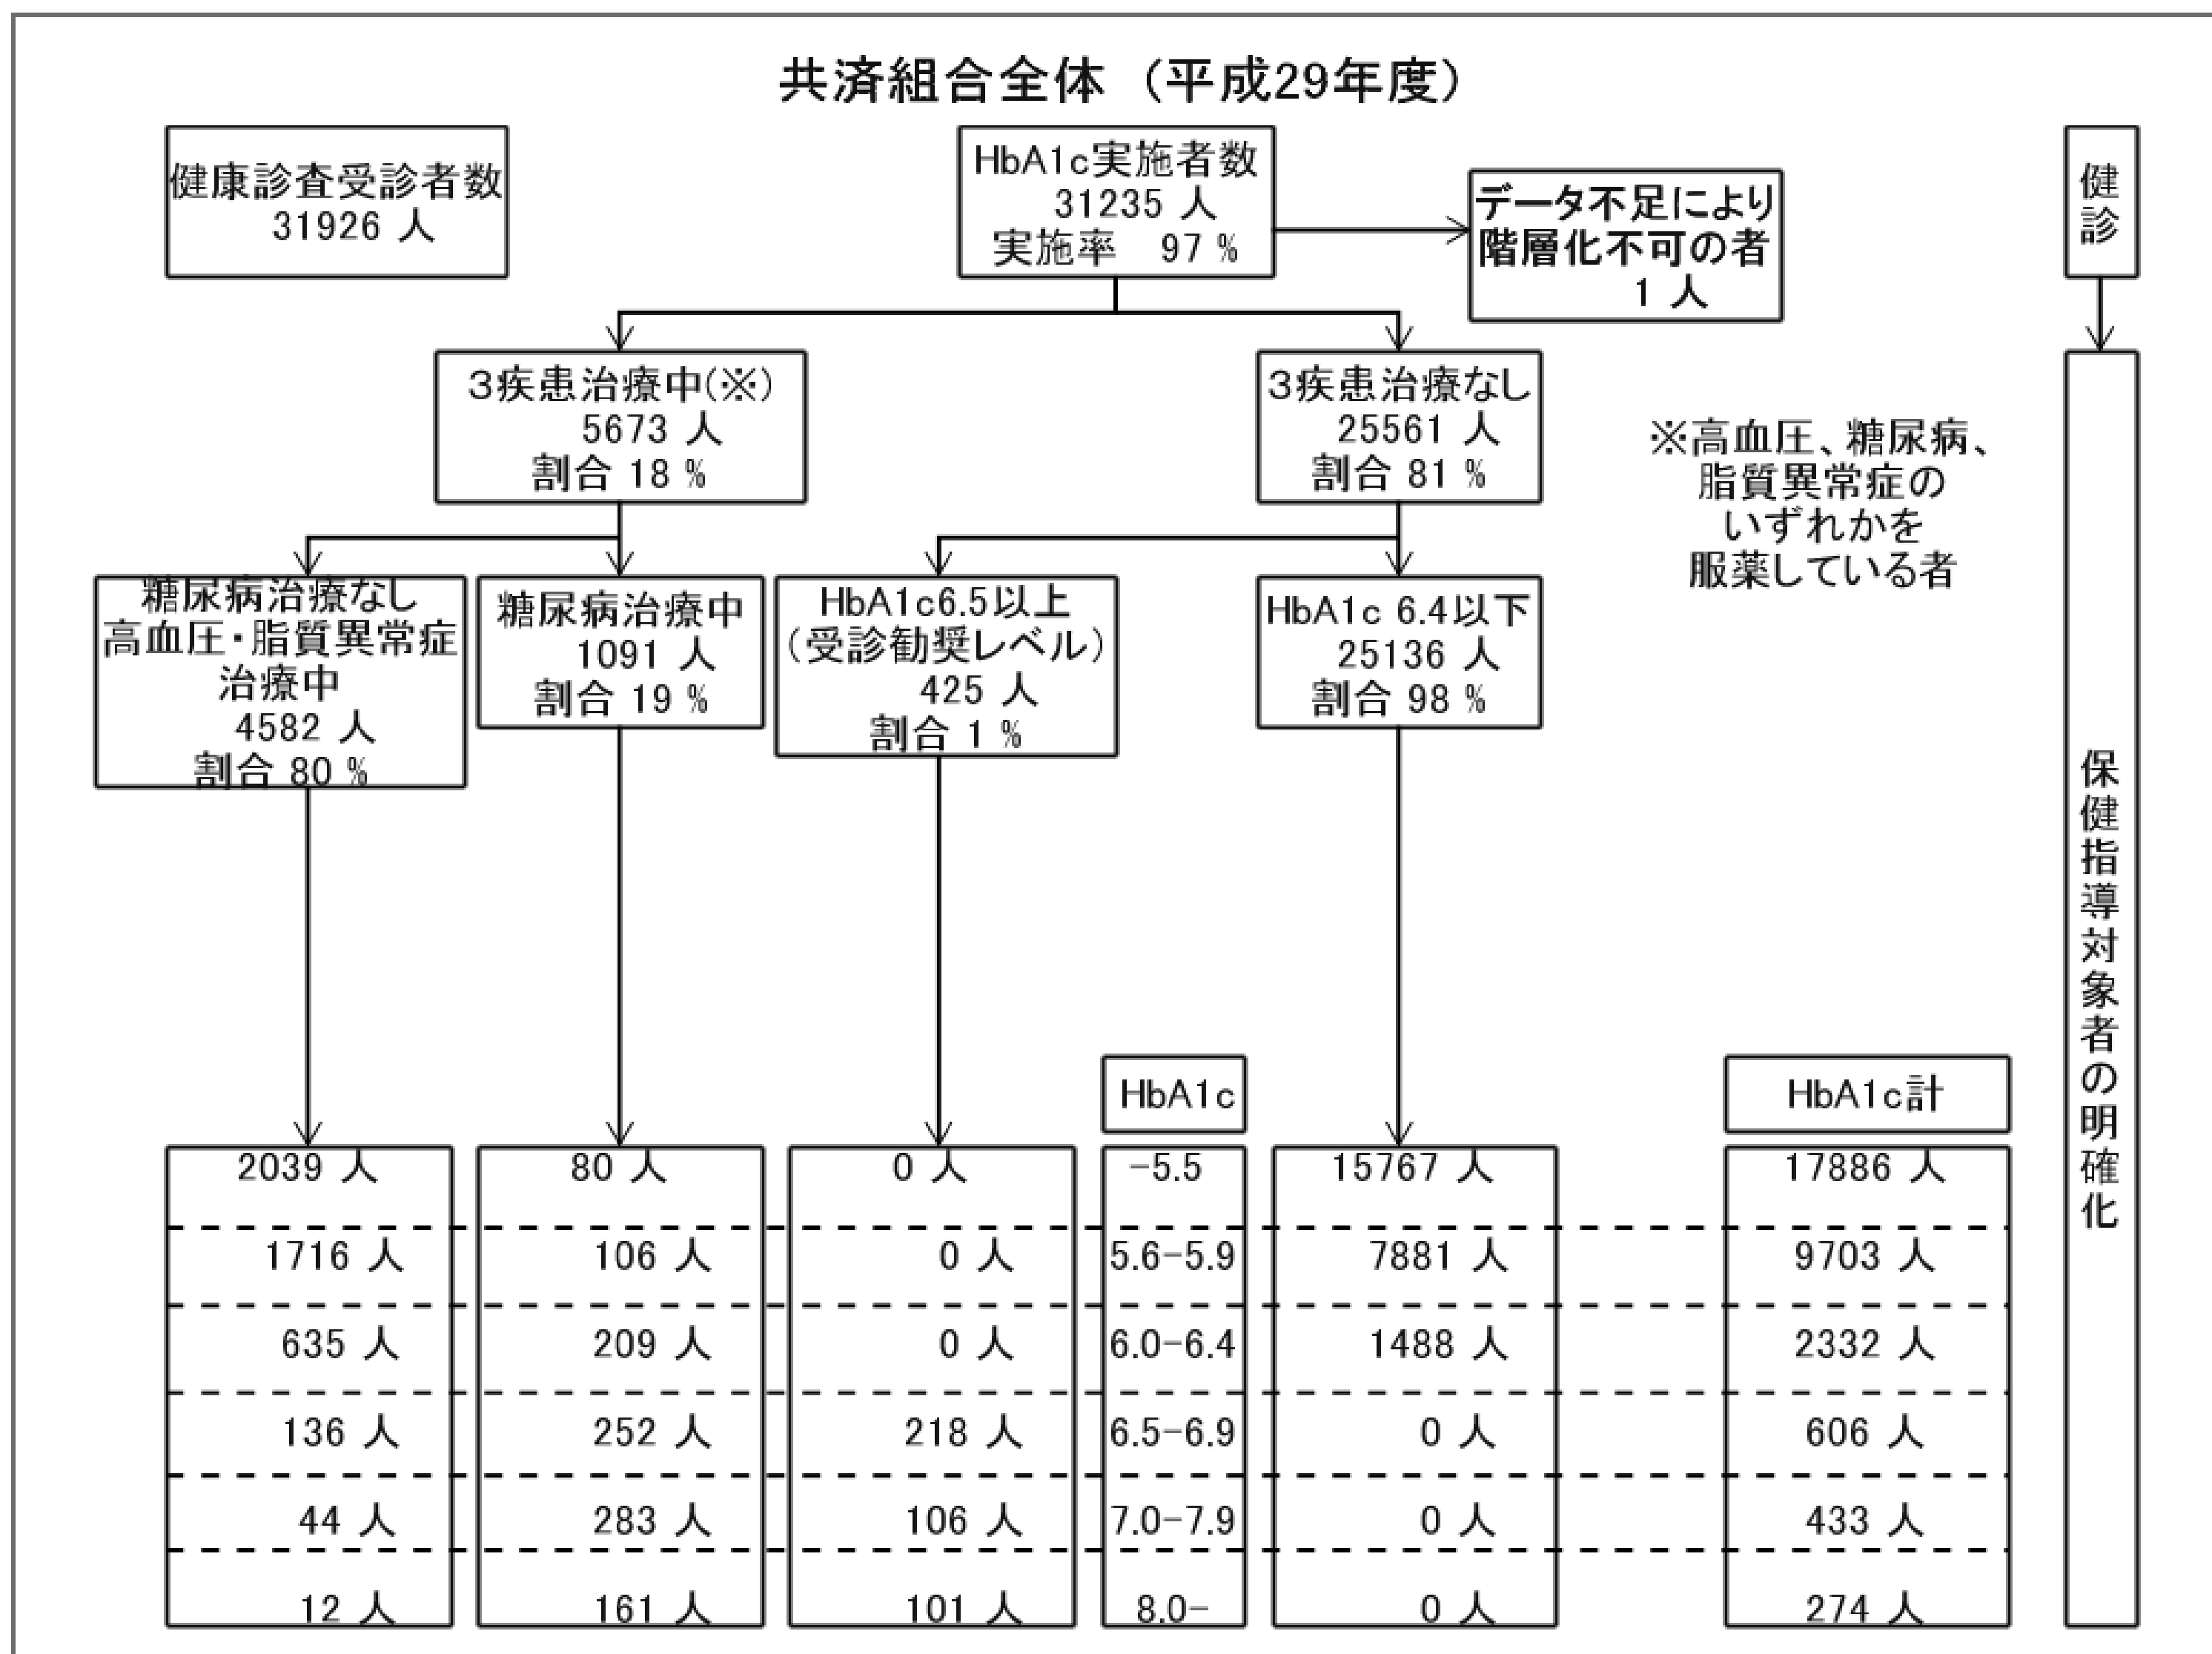 共済組合全体 (平成29年度)
健康診査受診者数
31926 人
HbA1c実施者数
31235 人
実施率 97 %
データ不足により
階層化不可の者
1 人
健診
3疾患治療中(※)
5673 人
割合 18 %
3疾患治療なし
25561 人
割合 81 %
※高血圧、糖尿病、
脂質異常症の
いずれかを
服薬している者
糖尿病治療なし
高血圧・脂質異常症
治療中
4582 人
割合 80 %
糖尿病治療中
1091 人
割合 19 %
HbA1c6.5以上
(受診勧奨レベル)
425 人
割合 1 %
HbA1c 6.4以下
25136 人
割合 98 %
保健指導対象者の明確化
HbA1c
HbA1c計
2039 人 80 人 0 人 -5.5 15767 人 17886 人
1716 人 106 人 0 人 5.6-5.9 7881 人 9703 人
635 人 209 人 0 人 6.0-6.4 1488 人 2332 人
136 人 252 人 218 人 6.5-6.9 0 人 606 人
44 人 283 人 106 人 7.0-7.9 0 人 433 人
12 人 161 人 101 人 8.0- 0 人 274 人